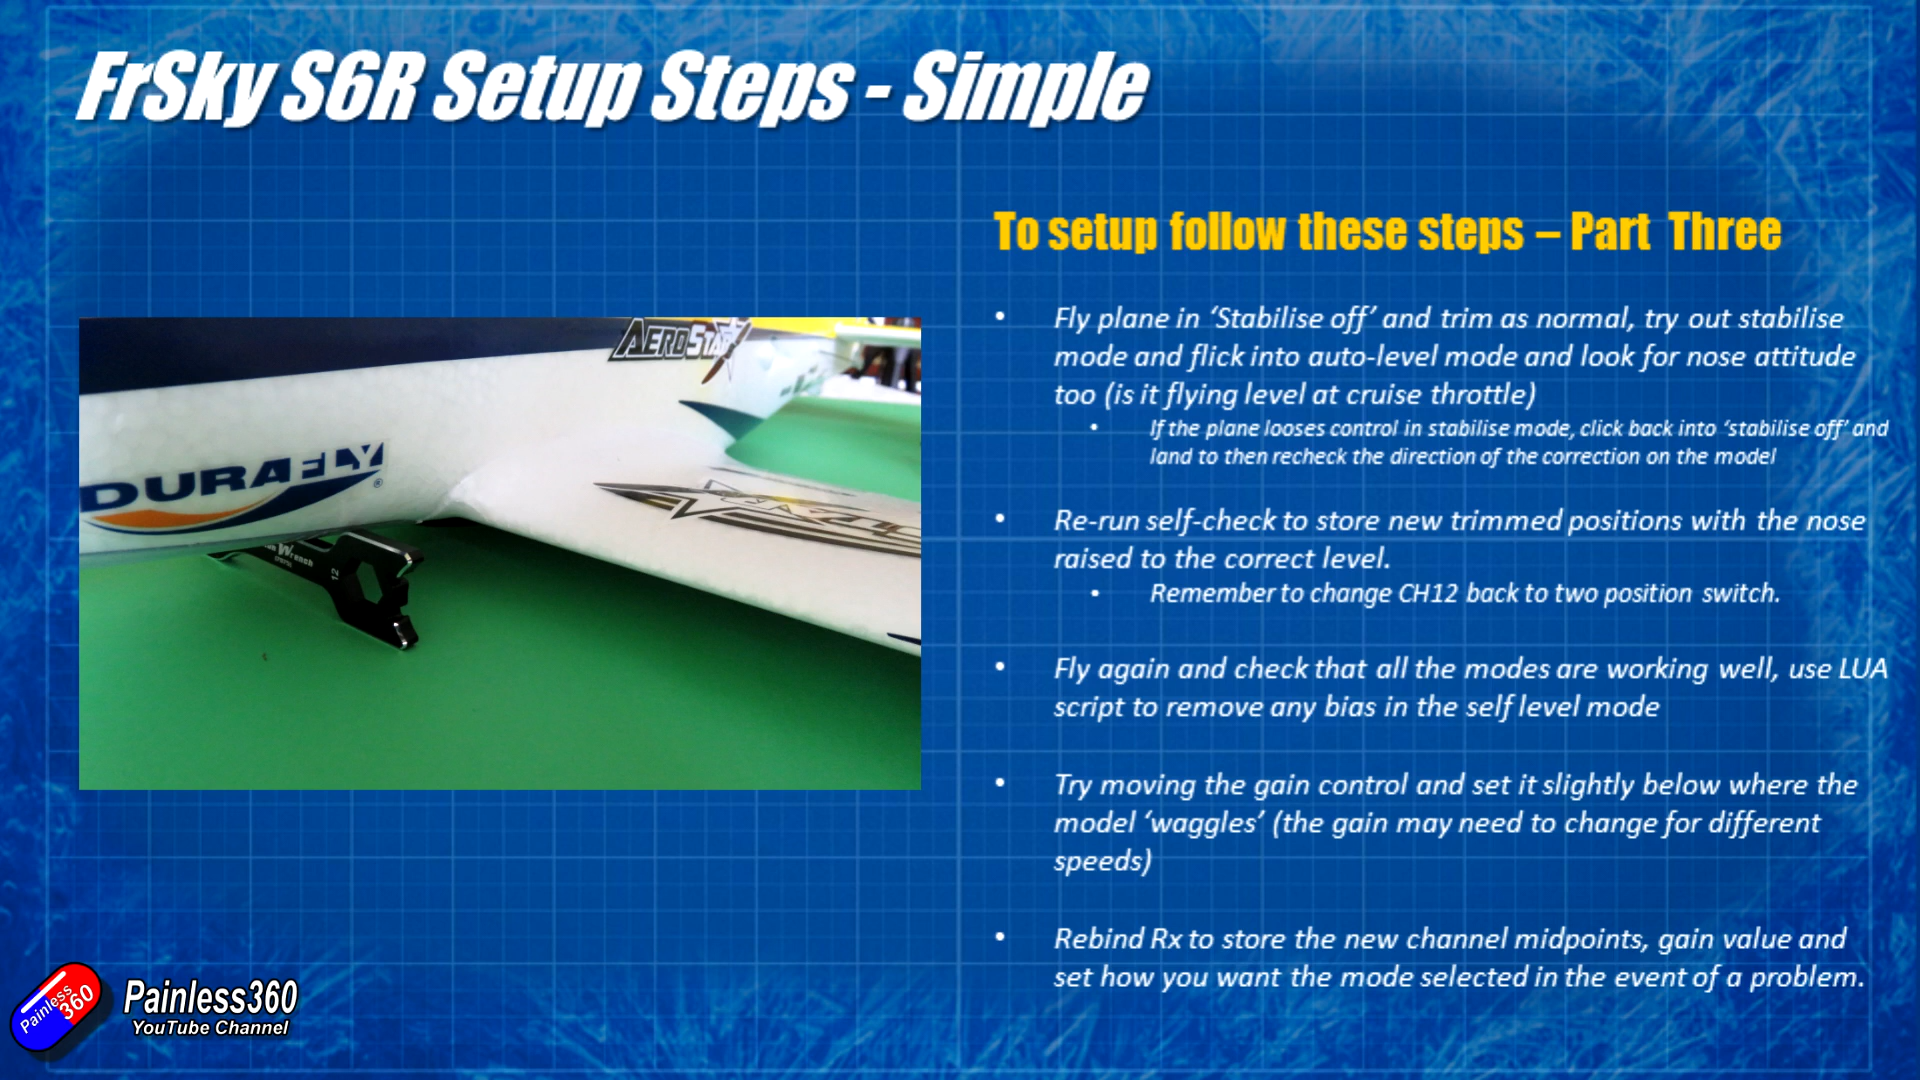 FrSky S6R Setup Steps - Simple
To setup follow these steps – Part Three
• Fly plane in ‘Stabilise off’ and trim as normal, try out stabilise
mode and flick into auto-level mode and look for nose attitude
too (is it flying level at cruise throttle)
• If the plane looses control in stabilise mode, click back into ‘stabilise off’ and
land to then recheck the direction of the correction on the model
• Re-run self-check to store new trimmed positions with the nose
raised to the correct level.
• Remember to change CH12 back to two position switch.
• Fly again and check that all the modes are working well, use LUA
script to remove any bias in the self level mode
• Try moving the gain control and set it slightly below where the
model ‘waggles’ (the gain may need to change for different
speeds)
• Rebind Rx to store the new channel midpoints, gain value and
set how you want the mode selected in the event of a problem.
AEROSTAR
DURAFLY®
Wrench
12
Painless
360
Painless360
YouTube Channel